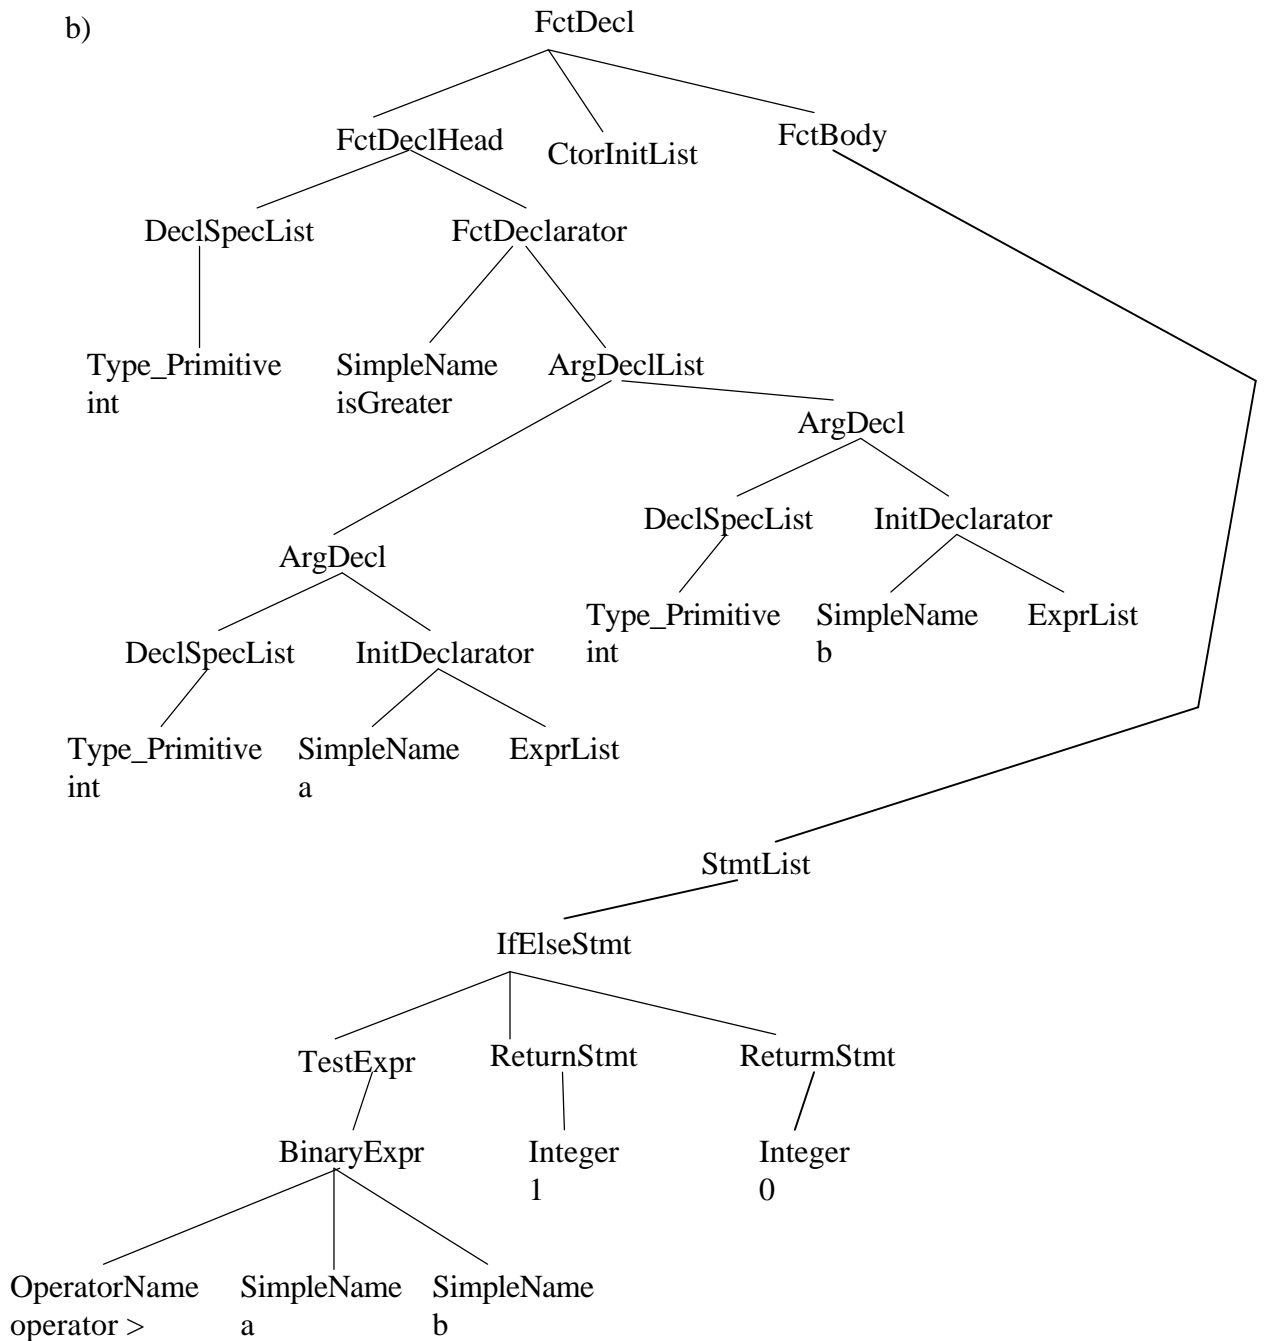 b)
FctDecl
FctDeclHead
CtorInitList
FctBody
DeclSpecList
FctDeclarator
Type_Primitive
int
SimpleName
isGreater
ArgDeclList
ArgDecl
DeclSpecList
InitDeclarator
ArgDecl
Type_Primitive
int
SimpleName
b
ExprList
DeclSpecList
InitDeclarator
Type_Primitive
int
SimpleName
a
ExprList
StmtList
IfElseStmt
TestExpr
ReturnStmt
ReturmStmt
BinaryExpr
Integer
1
Integer
0
OperatorName
operator >
SimpleName
a
SimpleName
b